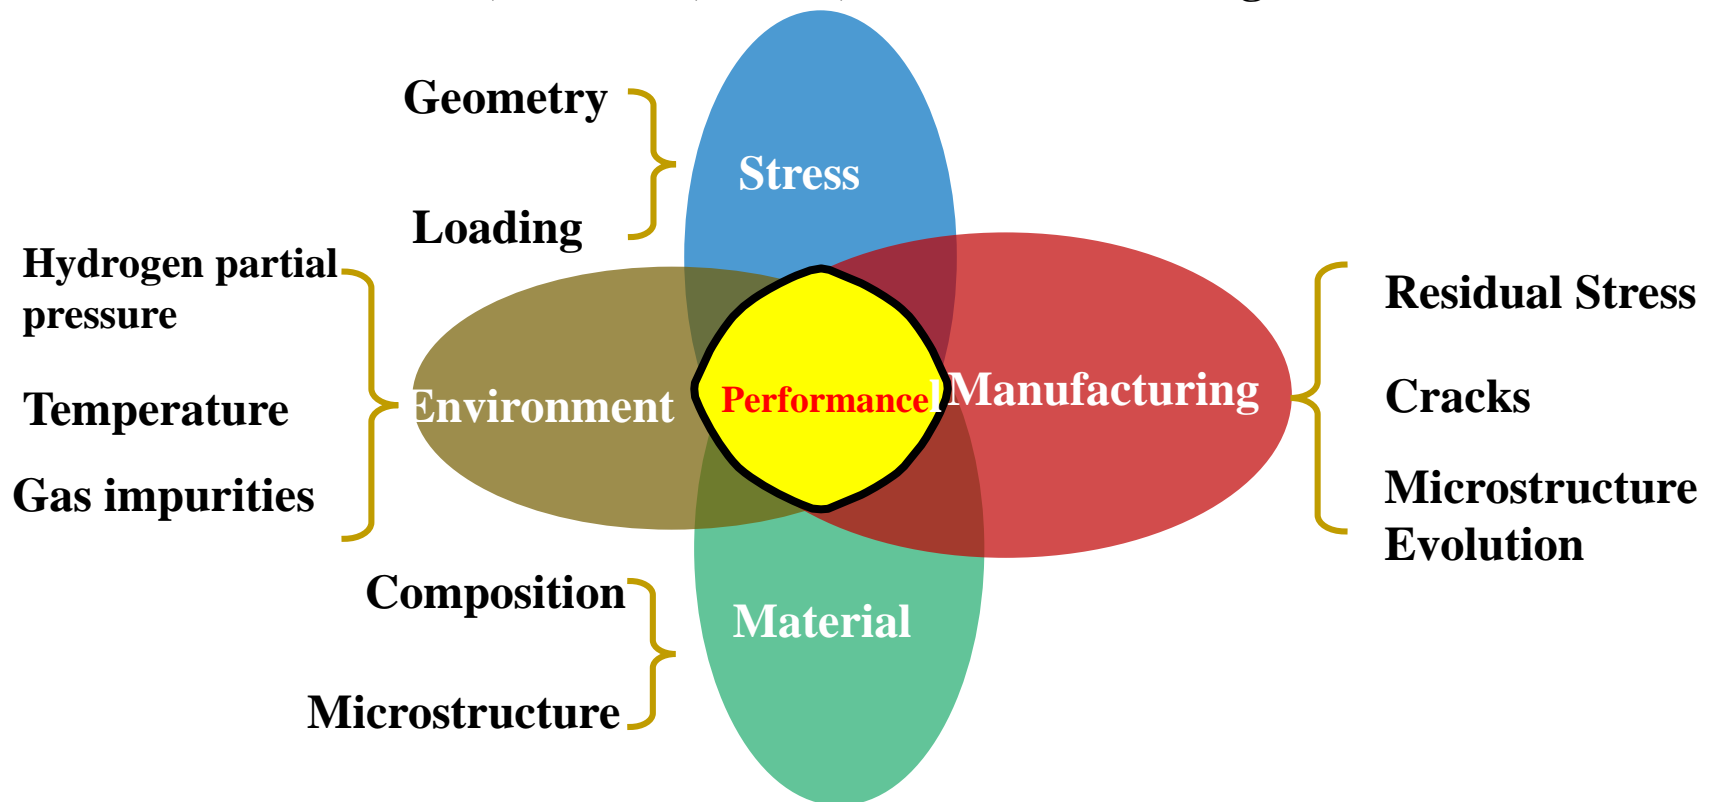 Geometry
Stress
Loading
Hydrogen partial
pressure
Temperature
Gas impurities
Environment
Performance
Manufacturing
Residual Stress
Cracks
Microstructure
Evolution
Composition
Material
Microstructure